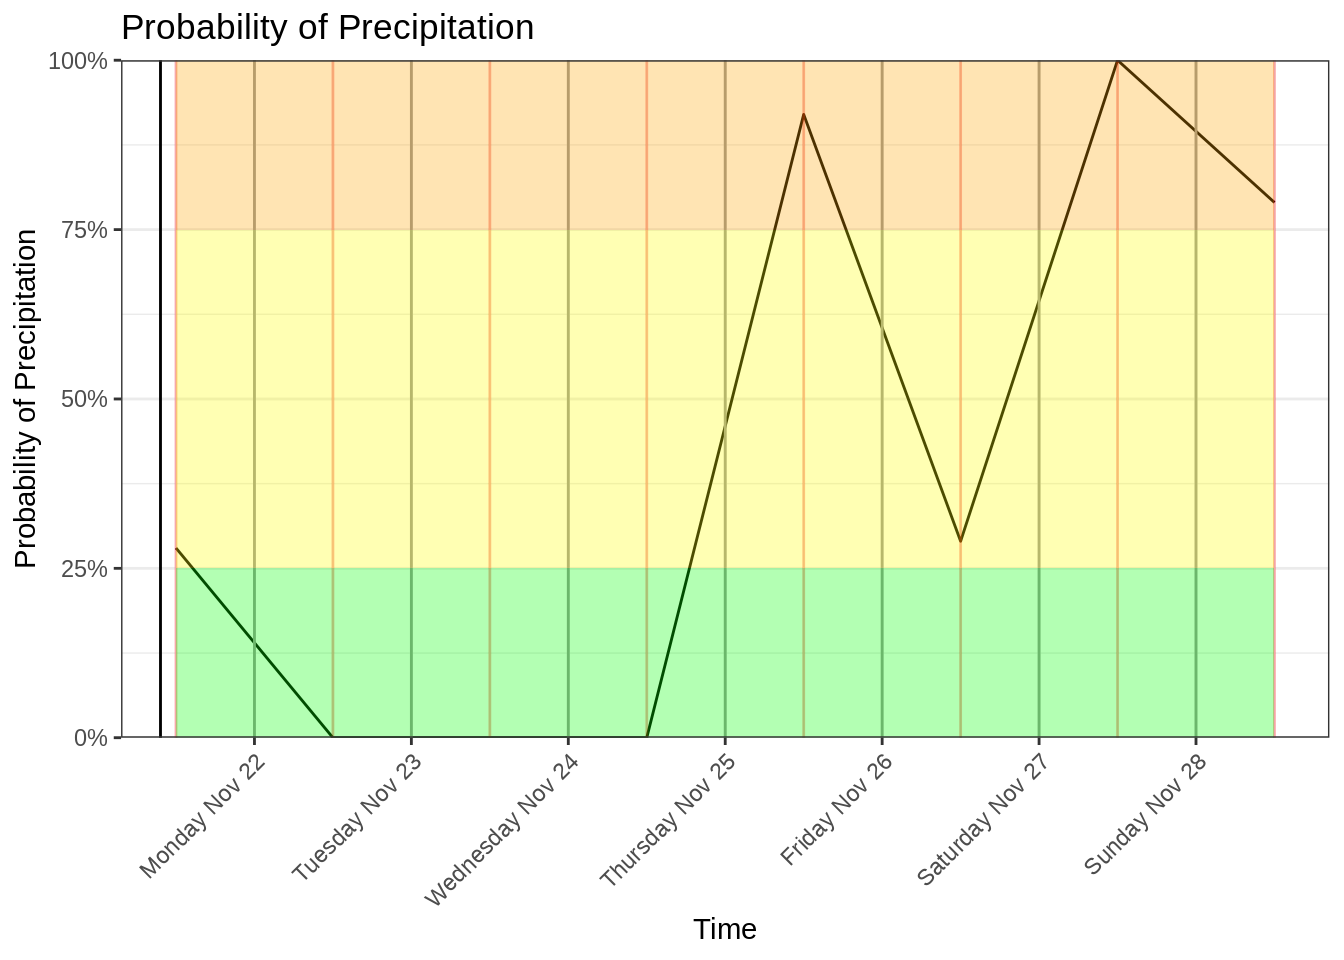 Probability of Precipitation
Probability of Precipitation
100%
75%
50%
25%
0%
Monday Nov 22
Tuesday Nov 23
Wednesday Nov 24
Thursday Nov 25
Friday Nov 26
Saturday Nov 27
Sunday Nov 28
Time